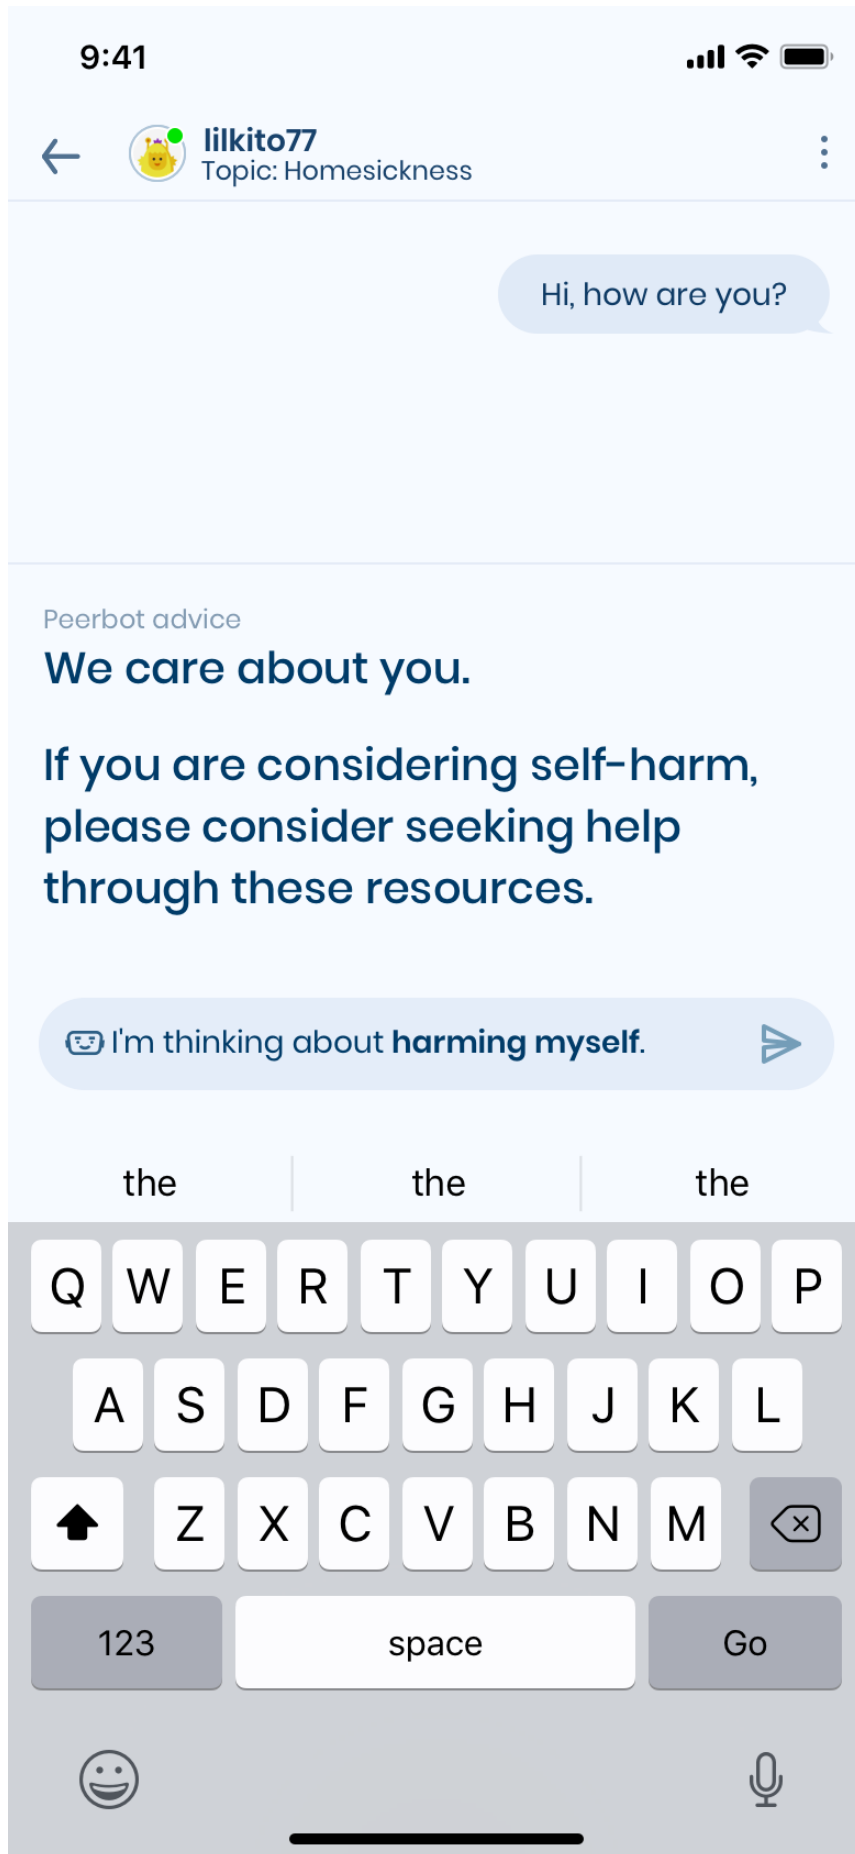 9:41
lilkito77
Topic: Homesickness
Hi, how are you?
Peerbot advice
We care about you.
If you are considering self-harm,
please consider seeking help
through these resources.
I'm thinking about harming myself.
the the the
Q W E R T Y U I O P
A S D F G H J K L
Z X C V B N M
123 space Go